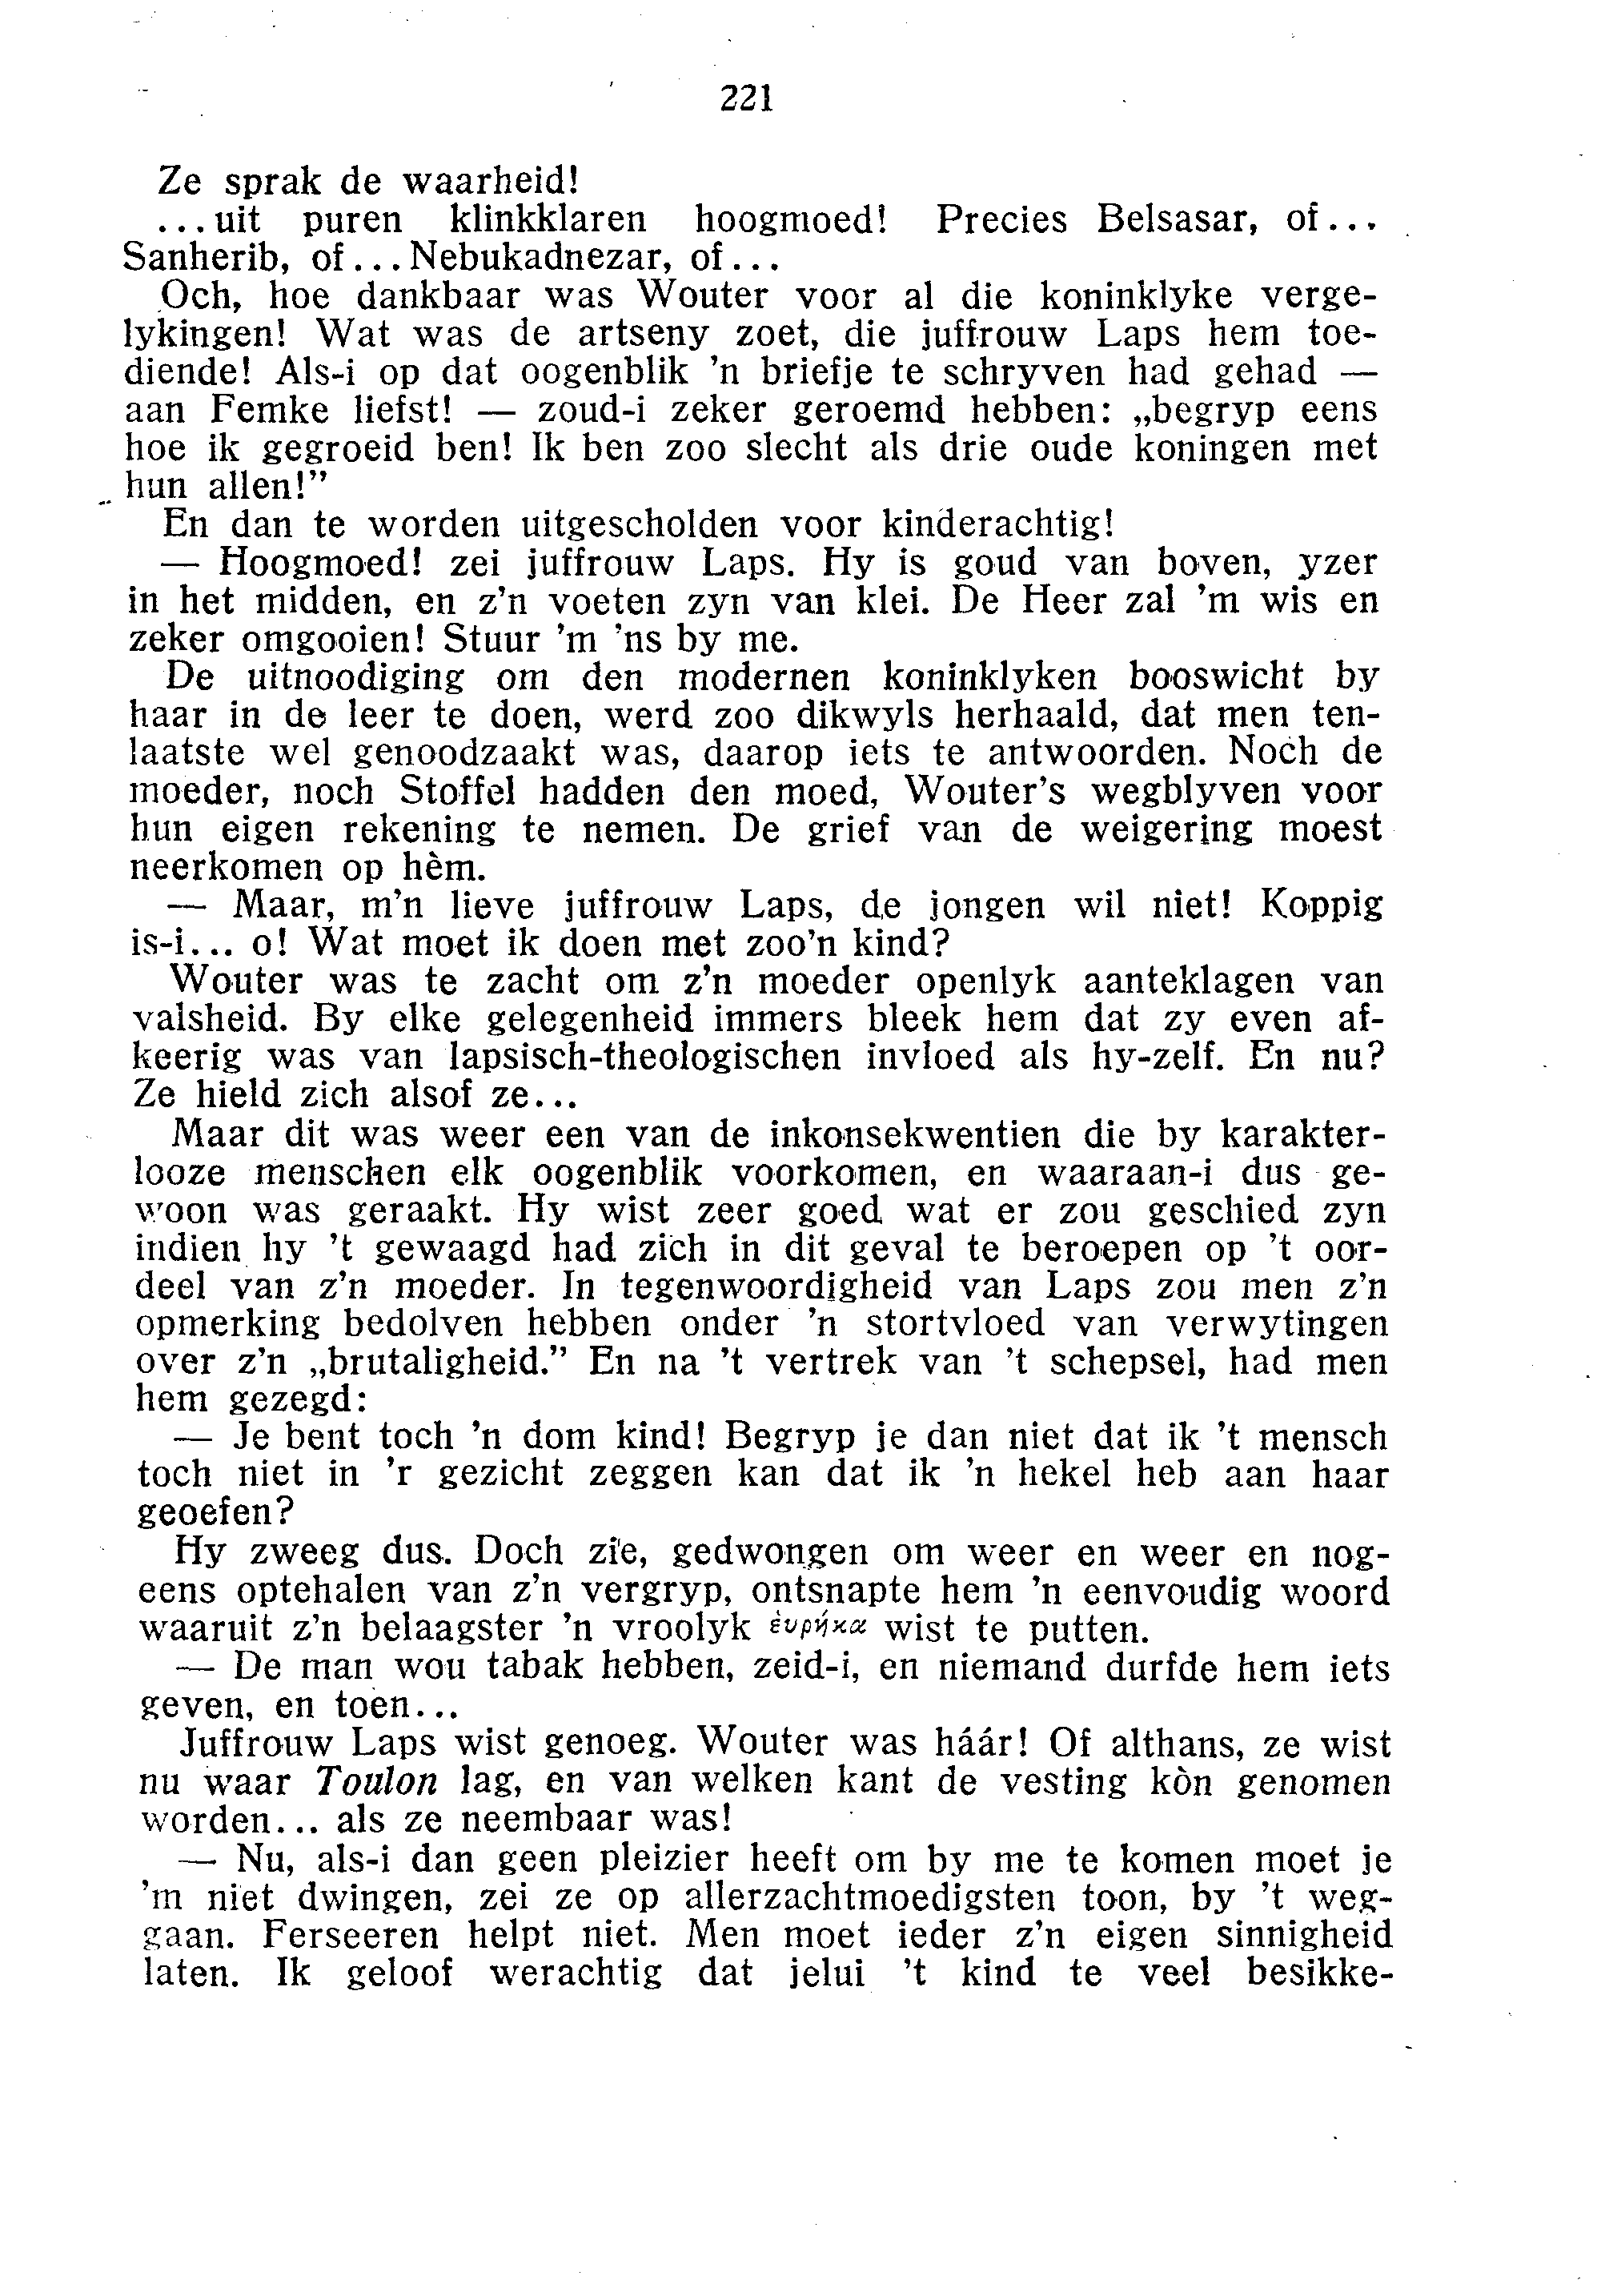 221
Ze sprak de waarheid!
...uit puren klinkklaren hoogmoed! Precies Belsasar, of...
Sanherib, of...Nebukadnezar, of...
Och, hoe dankbaar was Wouter voor al die koninklyke verge-
lykingen! Wat was de artseny zoet, die juffrouw Laps hem toe-
diende! Als-i op dat oogenblik ’n briefje te schryven had gehad —
aan Femke liefst! — zoud-i zeker geroemd hebben: „begryp eens
hoe ik gegroeid ben! Ik ben zoo slecht als drie oude koningen met
hun allen!”
En dan te worden uitgescholden voor kinderachtig!
— Hoogmoed! zei juffrouw Laps. Hy is goud van boven, yzer
in het midden, en z’n voeten zyn van klei. De Heer zal ’m wis en
zeker omgooien! Stuur ’m ’ns by me.
De uitnoodiging om den modernen koninklyken booswicht by
haar in de leer te doen, werd zoo dikwyls herhaald, dat men ten-
laatste wel genoodzaakt was, daarop iets te antwoorden. Noch de
moeder, noch Stoffel hadden den moed, Wouter’s wegblyven voor
hun eigen rekening te nemen. De grief van de weigering moest
neerkomen op hèm.
— Maar, m’n lieve juffrouw Laps, de jongen wil niet! Koppig
is-i... o! Wat moet ik doen met zoo’n kind?
Wouter was te zacht om z’n moeder openlyk aanteklagen van
valsheid. By elke gelegenheid immers bleek hem dat zy even af-
keerig was van lapsisch-theologischen invloed als hy-zelf. En nu?
Ze hield zich alsof ze...
Maar dit was weer een van de inkonsekwentien die by karakter-
looze menschen elk oogenblik voorkomen, en waaraan-i dus ge-
woon was geraakt. Hy wist zeer goed wat er zou geschied zyn
indien hy ’t gewaagd had zich in dit geval te beroepen op ’t oor-
deel van z’n moeder. In tegenwoordigheid van Laps zou men z’n
opmerking bedolven hebben onder ’n stortvloed van verwytingen
over z’n „brutaligheid.” En na ’t vertrek van ’t schepsel, had men
hem gezegd:
— Je bent toch ’n dom kind! Begryp je dan niet dat ik ’t mensch
toch niet in ’r gezicht zeggen kan dat ik ’n hekel heb aan haar
geoefen?
Hy zweeg dus. Doch zie, gedwongen om weer en weer en nog-
eens optehalen van z’n vergryp, ontsnapte hem ’n eenvoudig woord
waaruit z’n belaagster ’n vroolyk ἐυρήκα wist te putten.
— De man wou tabak hebben, zeid-i, en niemand durfde hem iets
geven, en toen...
Juffrouw Laps wist genoeg. Wouter was háár! Of althans, ze wist
nu waar Toulon lag, en van welken kant de vesting kòn genomen
worden... als ze neembaar was!
— Nu, als-i dan geen pleizier heeft om by me te komen moet je
’m niet dwingen, zei ze op allerzachtmoedigsten toon, by ’t weg-
gaan. Ferseeren helpt niet. Men moet ieder z’n eigen sinnigheid
laten. Ik geloof werachtig dat jelui ’t kind te veel besikke-